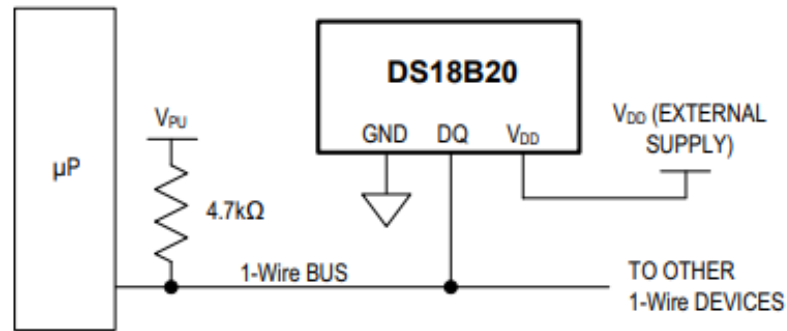 DS18B20
GND DQ VDD
VPU
VDD (EXTERNAL
SUPPLY)
µP
4.7kΩ
1-Wire BUS
TO OTHER
1-Wire DEVICES